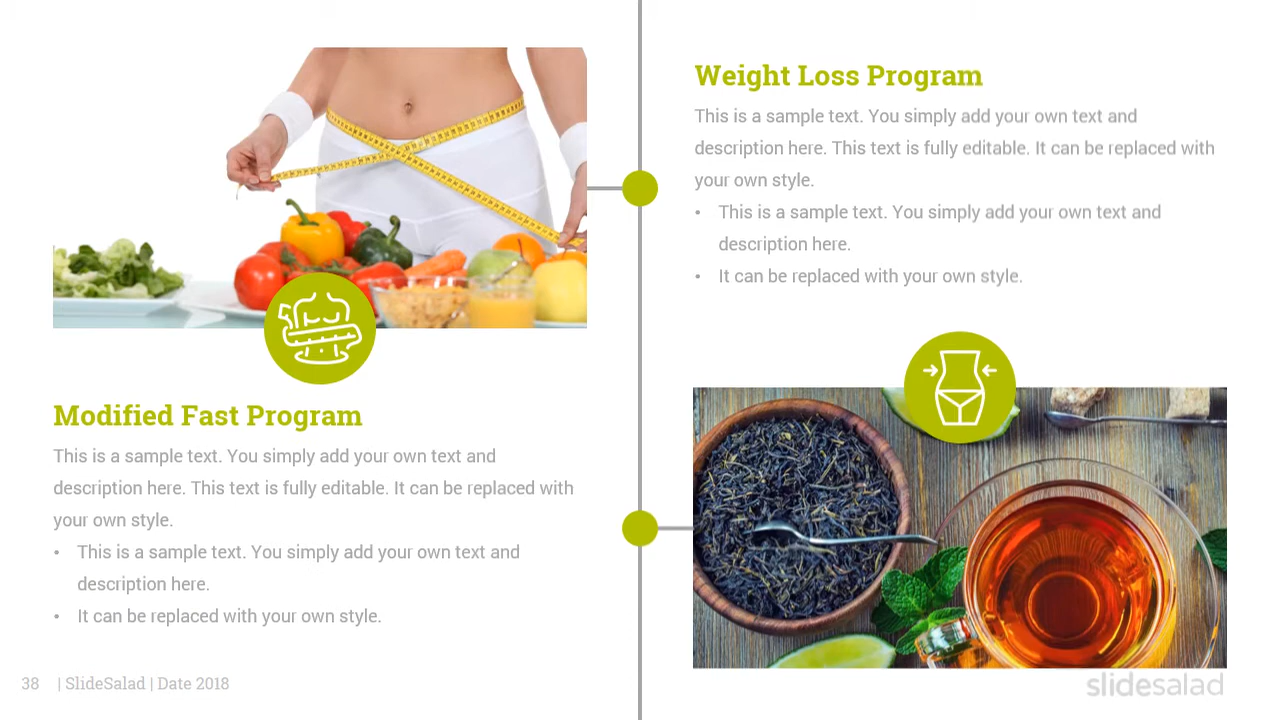 Weight Loss Program
This is a sample text. You simply add your own text and
description here. This text is fully editable. It can be replaced with
your own style.
• This is a sample text. You simply add your own text and
description here.
• It can be replaced with your own style.
Modified Fast Program
This is a sample text. You simply add your own text and
description here. This text is fully editable. It can be replaced with
your own style.
• This is a sample text. You simply add your own text and
description here.
• It can be replaced with your own style.
38 | SlideSalad | Date 2018
slidesalad